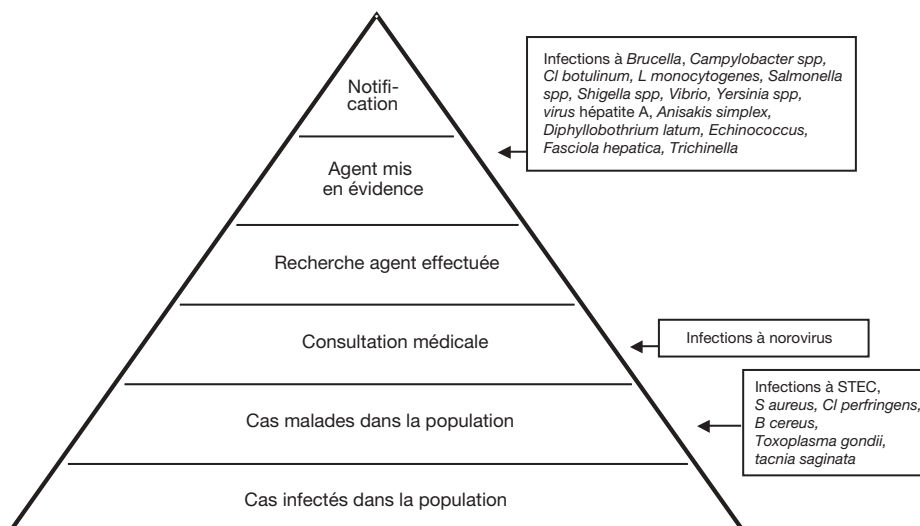 Notifi-
cation
Agent mis
en évidence
Recherche agent effectuée
Consultation médicale
Cas malades dans la population
Cas infectés dans la population
Infections à Brucella, Campylobacter spp,
Cl botulinum, L monocytogenes, Salmonella
spp, Shigella spp, Vibrio, Yersinia spp,
virus hépatite A, Anisakis simplex,
Diphyllobothrium latum, Echinococcus,
Fasciola hepatica, Trichinella
Infections à norovirus
Infections à STEC,
S aureus, Cl perfringens,
B cereus,
Toxoplasma gondii,
tacnia saginata